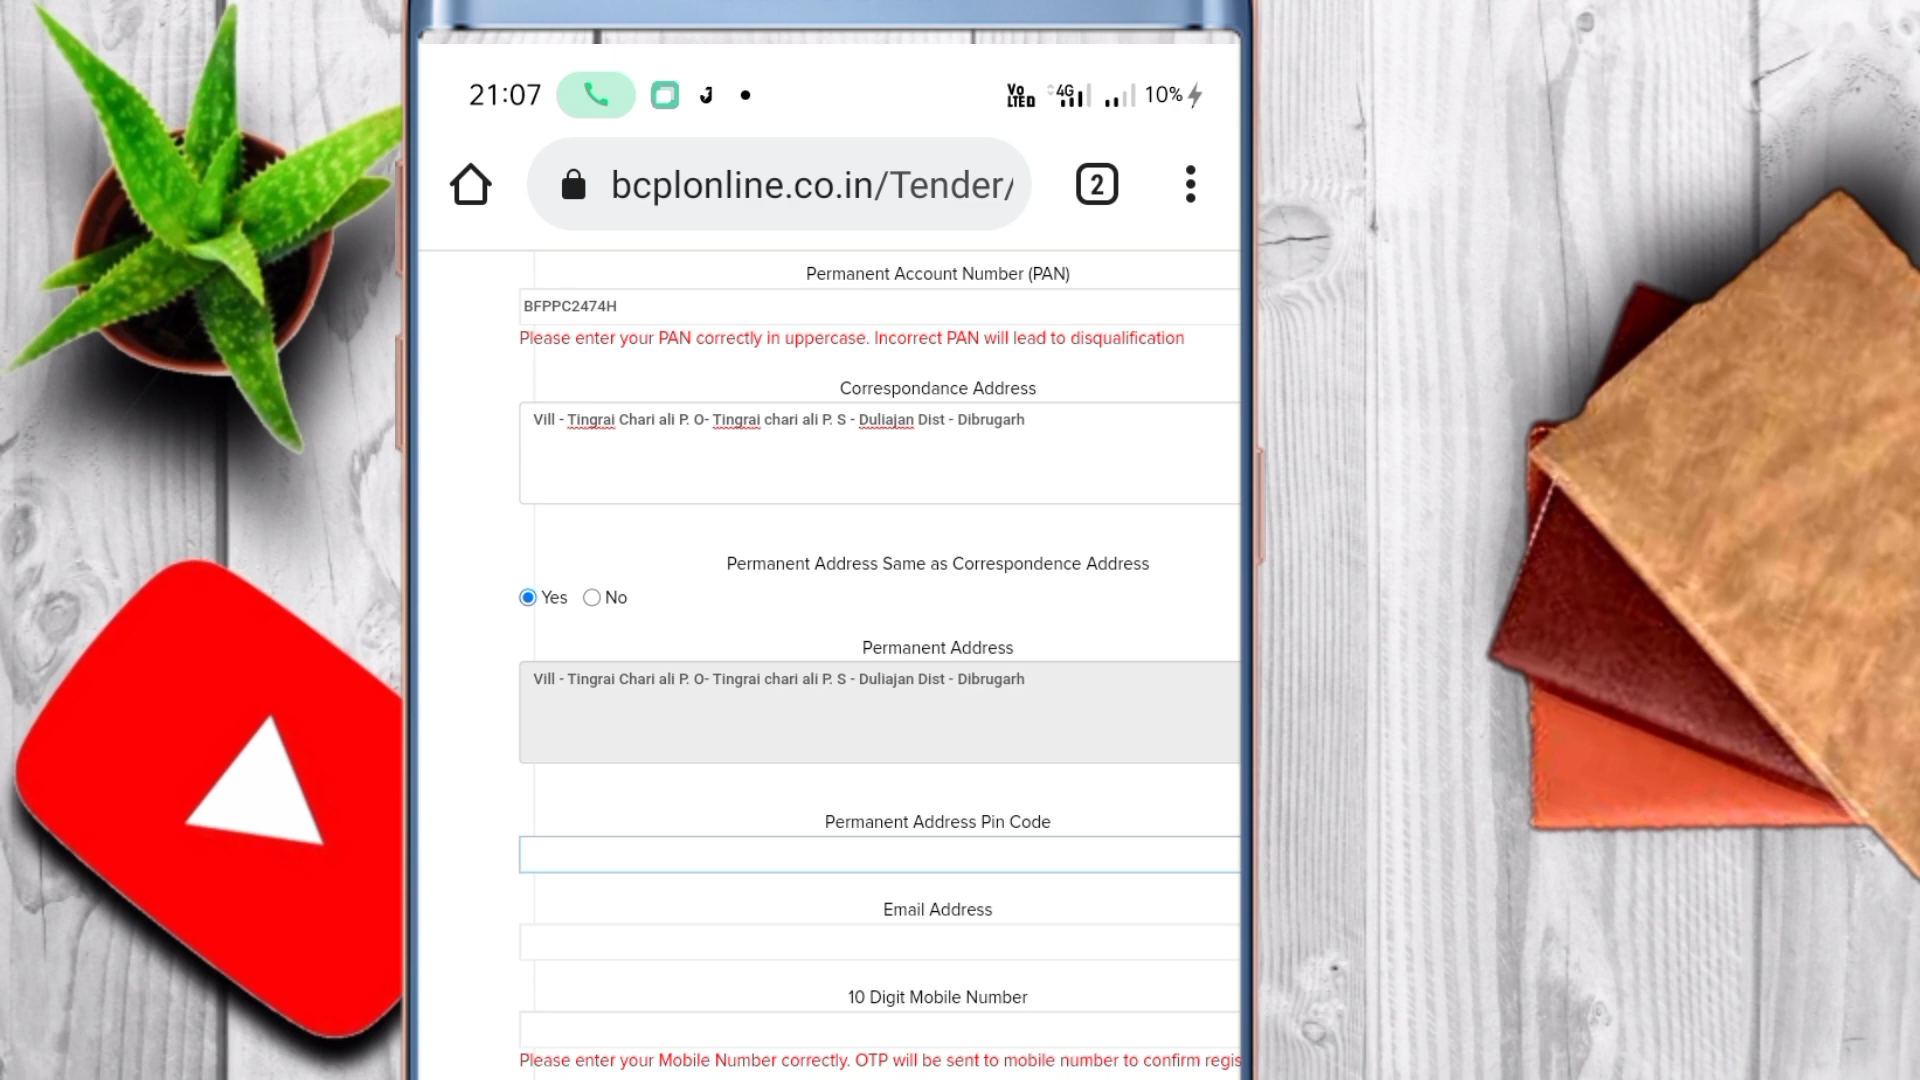 21:07
Vo LTE D 4G 10%
bcplonline.co.in/Tender/
2
Permanent Account Number (PAN)
BFPPC2474H
Please enter your PAN correctly in uppercase. Incorrect PAN will lead to disqualification
Correspondance Address
Vill - Tingrai Chari ali P. O- Tingrai chari ali P. S - Duliajan Dist - Dibrugarh
Permanent Address Same as Correspondence Address
Yes No
Permanent Address
Vill - Tingrai Chari ali P. O- Tingrai chari ali P. S - Duliajan Dist - Dibrugarh
Permanent Address Pin Code
Email Address
10 Digit Mobile Number
Please enter your Mobile Number correctly. OTP will be sent to mobile number to confirm regis